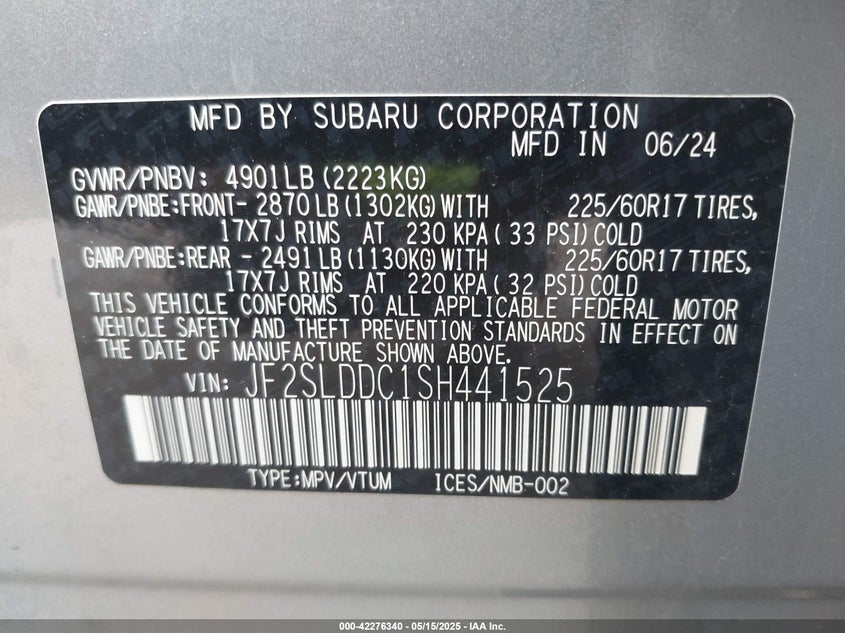 MFD BY SUBARU CORPORATION
MFD IN 06/24
GVWR/PNBV: 4901LB (2223KG)
GAWR/PNBE:FRONT- 2870 LB (1302KG) WITH 225/60R17 TIRES,
17X7J RIMS AT 230 KPA ( 33 PSI) COLD
GAWR/PNBE:REAR - 2491 LB (1130KG) WITH 225/60R17 TIRES,
17X7J RIMS AT 220 KPA ( 32 PSI) COLD
THIS VEHICLE CONFORMS TO ALL APPLICABLE FEDERAL MOTOR
VEHICLE SAFETY AND THEFT PREVENTION STANDARDS IN EFFECT ON
THE DATE OF MANUFACTURE SHOWN ABOVE.
VIN: JF2SLDDC1SH441525
TYPE:MPV/VTUM ICES/NMB-002
000-42276340 - 05/15/2025 - IAA Inc.